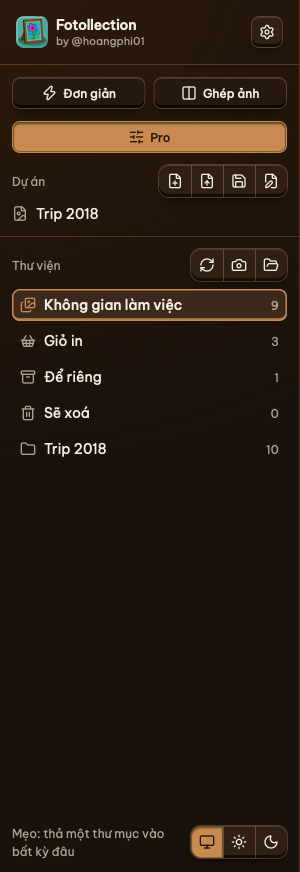 Fotollection
by @hoangphi01
Đơn giản
Ghép ảnh
Pro
Dự án
Trip 2018
Thư viện
Không gian làm việc 9
Giỏ in 3
Để riêng 1
Sẽ xoá 0
Trip 2018 10
Mẹo: thả một thư mục vào
bất kỳ đâu